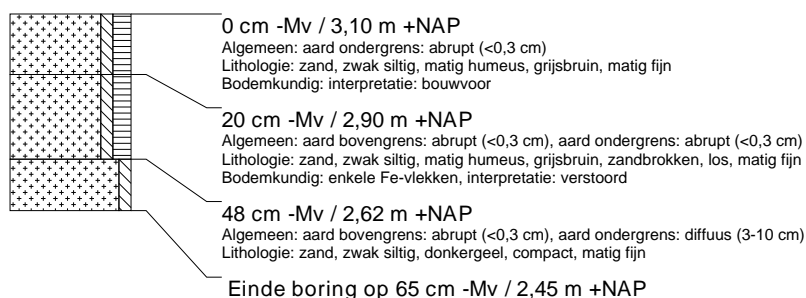 0 cm -Mv / 3,10 m +NAP
Algemeen: aard ondergrens: abrupt (<0,3 cm)
Lithologie: zand, zwak siltig, matig humeus, grijsbruin, matig fijn
Bodemkundig: interpretatie: bouwvoor
20 cm -Mv / 2,90 m +NAP
Algemeen: aard bovengrens: abrupt (<0,3 cm), aard ondergrens: abrupt (<0,3 cm)
Lithologie: zand, zwak siltig, matig humeus, grijsbruin, zandbrokken, los, matig fijn
Bodemkundig: enkele Fe-vlekken, interpretatie: verstoord
48 cm -Mv / 2,62 m +NAP
Algemeen: aard bovengrens: abrupt (<0,3 cm), aard ondergrens: diffuus (3-10 cm)
Lithologie: zand, zwak siltig, donkergeel, compact, matig fijn
Einde boring op 65 cm -Mv / 2,45 m +NAP